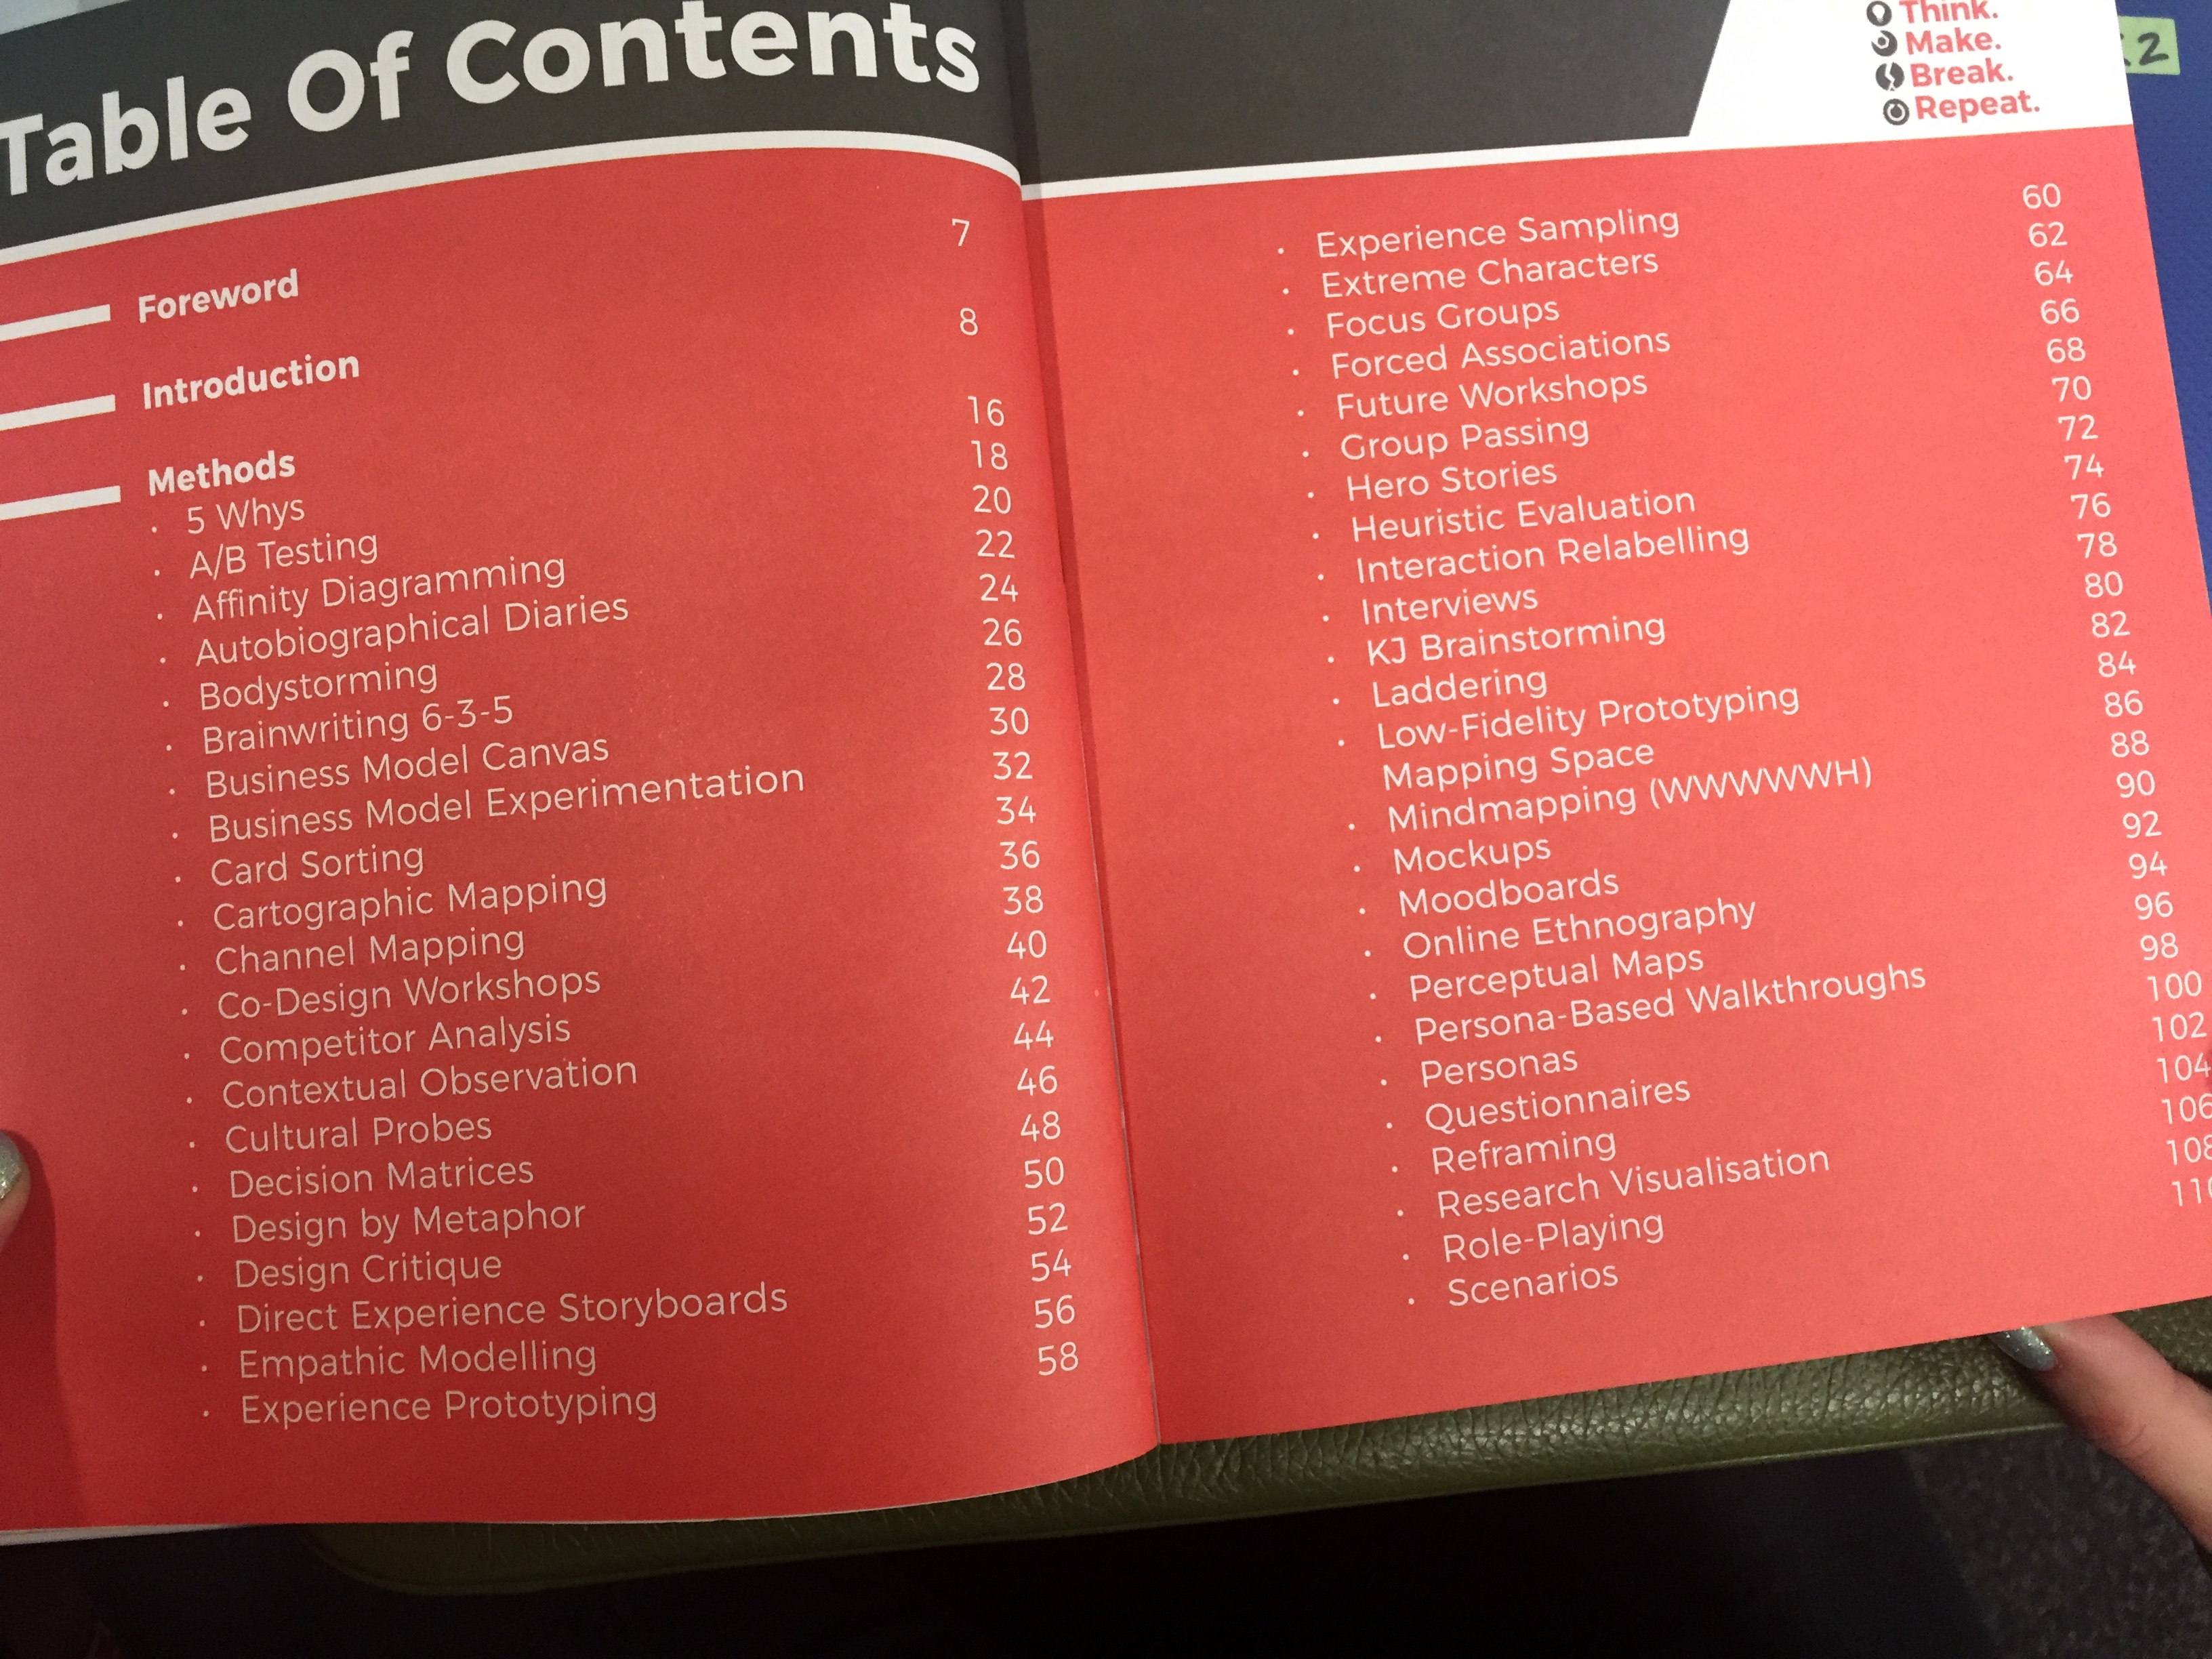 Table Of Contents
Foreword 7
Introduction 8
Methods 16
· 5 Whys 18
· A/B Testing 20
· Affinity Diagramming 22
· Autobiographical Diaries 24
· Bodystorming 26
· Brainwriting 6-3-5 28
· Business Model Canvas 30
· Business Model Experimentation 32
· Card Sorting 34
· Cartographic Mapping 36
· Channel Mapping 38
· Co-Design Workshops 40
· Competitor Analysis 42
· Contextual Observation 44
· Cultural Probes 46
· Decision Matrices 48
· Design by Metaphor 50
· Design Critique 52
· Direct Experience Storyboards 54
· Empathic Modelling 56
· Experience Prototyping 58
Think.
Make.
Break.
Repeat.
· Experience Sampling 60
· Extreme Characters 62
· Focus Groups 64
· Forced Associations 66
· Future Workshops 68
· Group Passing 70
· Hero Stories 72
· Heuristic Evaluation 74
· Interaction Relabelling 76
· Interviews 78
· KJ Brainstorming 80
· Laddering 82
· Low-Fidelity Prototyping 84
Mapping Space 86
· Mindmapping (WWWWWH) 88
· Mockups 90
· Moodboards 92
· Online Ethnography 94
· Perceptual Maps 96
· Persona-Based Walkthroughs 98
· Personas 100
· Questionnaires 102
· Reframing 104
· Research Visualisation 106
· Role-Playing 108
· Scenarios 110